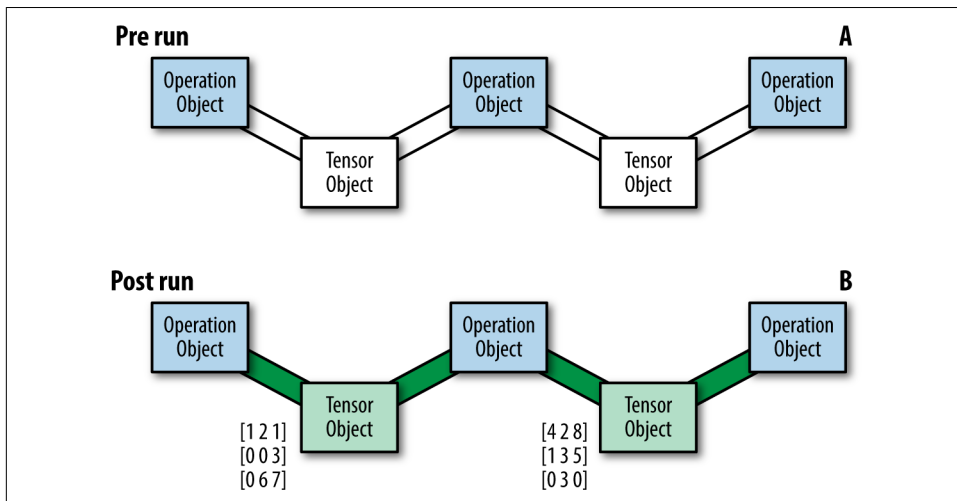 Pre run
A
Operation
Object
Operation
Object
Operation
Object
Tensor
Object
Tensor
Object
Post run
B
Operation
Object
Operation
Object
Operation
Object
Tensor
Object
Tensor
Object
[1 2 1]
[0 0 3]
[0 6 7]
[4 2 8]
[1 3 5]
[0 3 0]